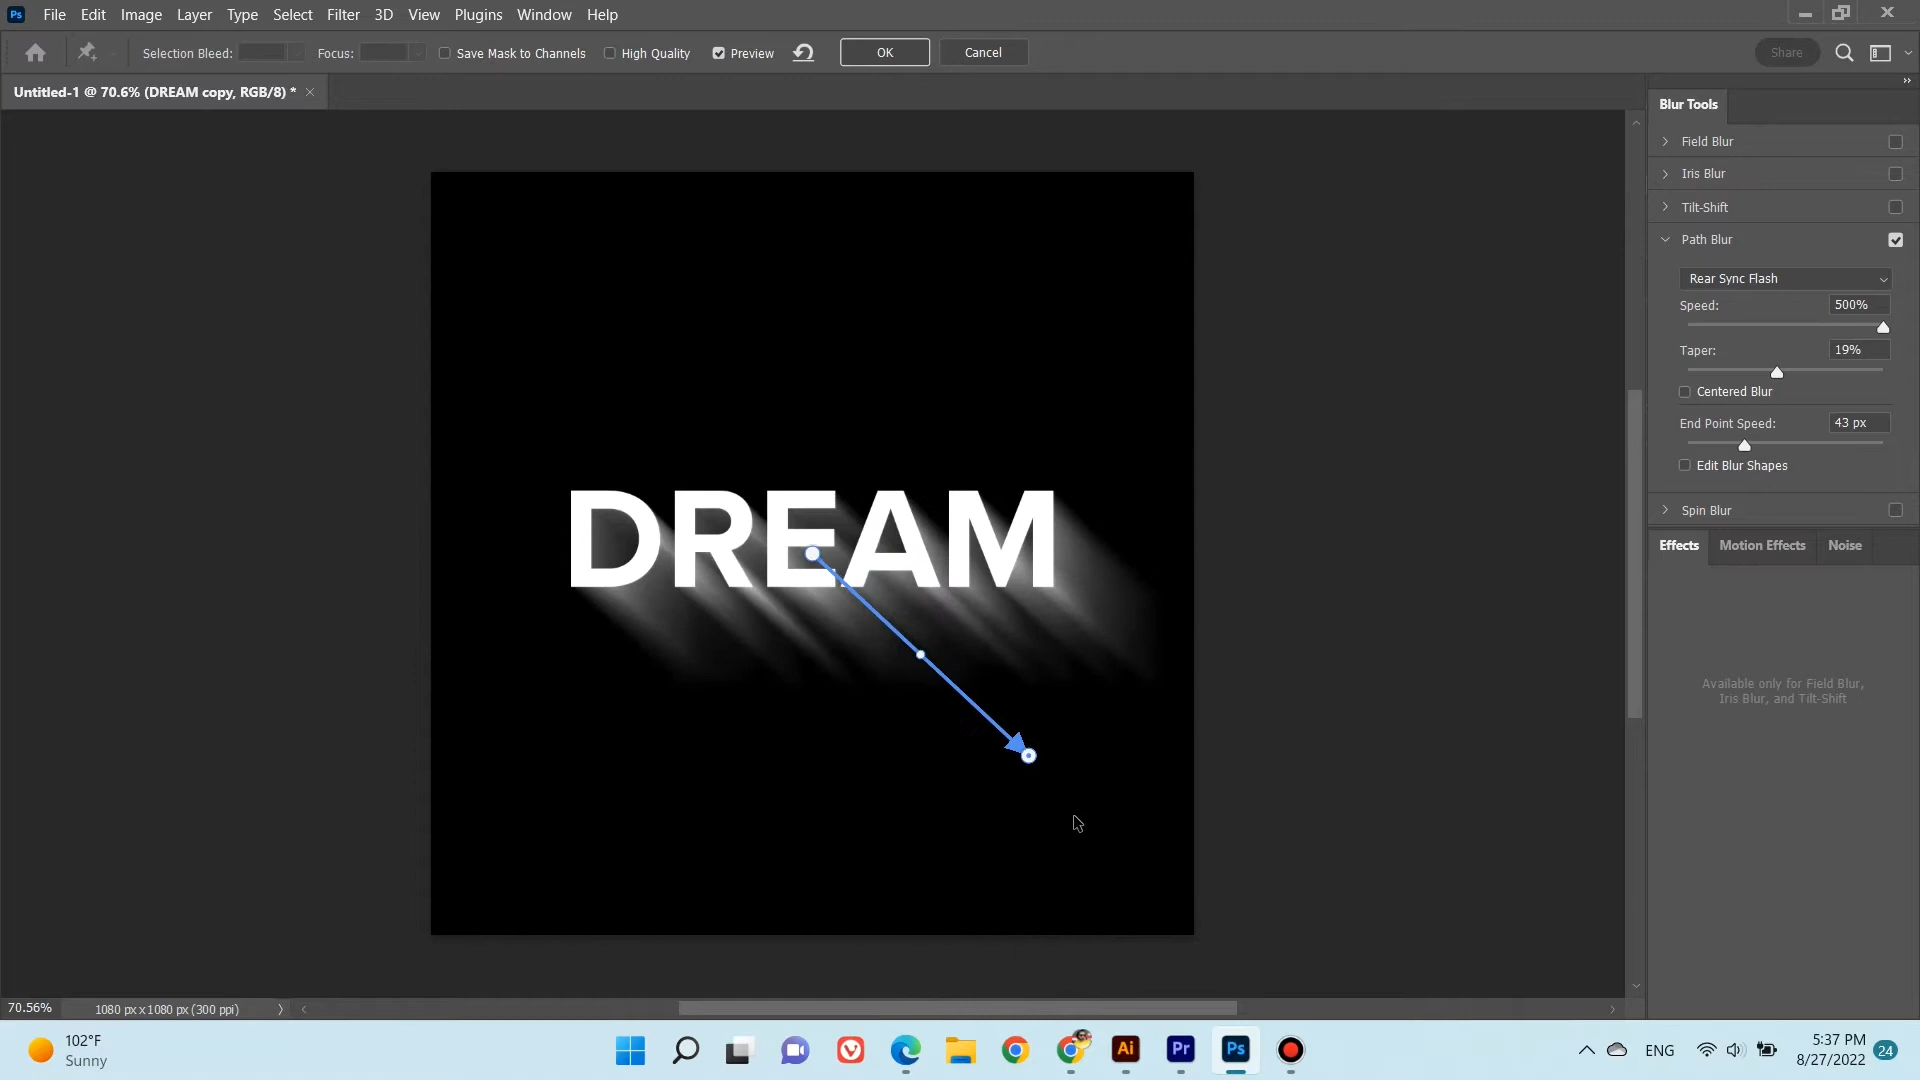 Ps File Edit Image Layer Type Select Filter 3D View Plugins Window Help
Selection Bleed: Focus: Save Mask to Channels High Quality Preview OK Cancel Share
Untitled-1 @ 70.6% (DREAM copy, RGB/8) *
Blur Tools
Field Blur
Iris Blur
Tilt-Shift
Path Blur
Rear Sync Flash
Speed: 500%
Taper: 19%
Centered Blur
End Point Speed: 43 px
Edit Blur Shapes
Spin Blur
Effects Motion Effects Noise
Available only for Field Blur,
Iris Blur, and Tilt-Shift
DREAM
70.56% 1080 px x 1080 px (300 ppi)
102°F
Sunny
Ai Pr Ps
ENG
5:37 PM
8/27/2022
24